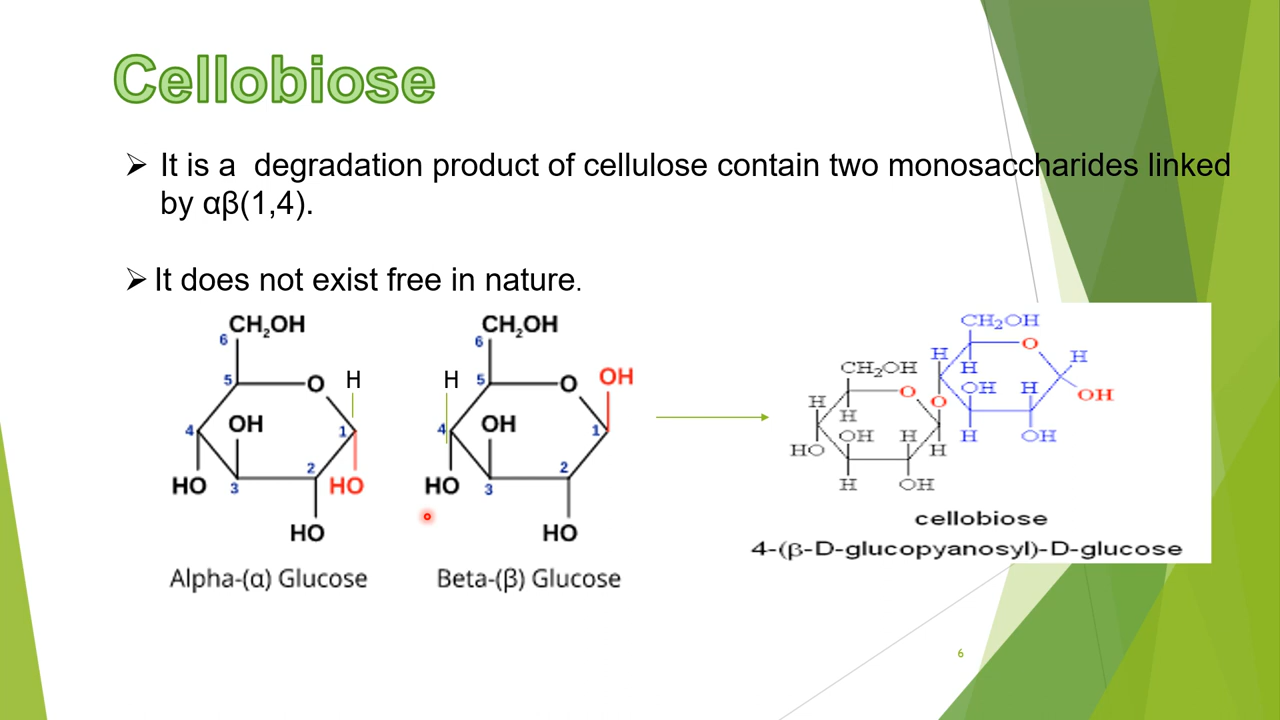 Cellobiose
➢ It is a degradation product of cellulose contain two monosaccharides linked
by αβ(1,4).
➢ It does not exist free in nature.
CH₂OH
6
5
O
H
OH
4
1
HO
3
2
HO
HO
Alpha-(α) Glucose
CH₂OH
6
H
5
O
OH
OH
4
1
HO
3
2
HO
Beta-(β) Glucose
CH₂OH
O
H
H
H
OH
H
H
OH
H
OH
CH₂OH
O
O
H
H
OH
H
HO
H
H
OH
cellobiose
4-(β-D-glucopyanosyl)-D-glucose
6